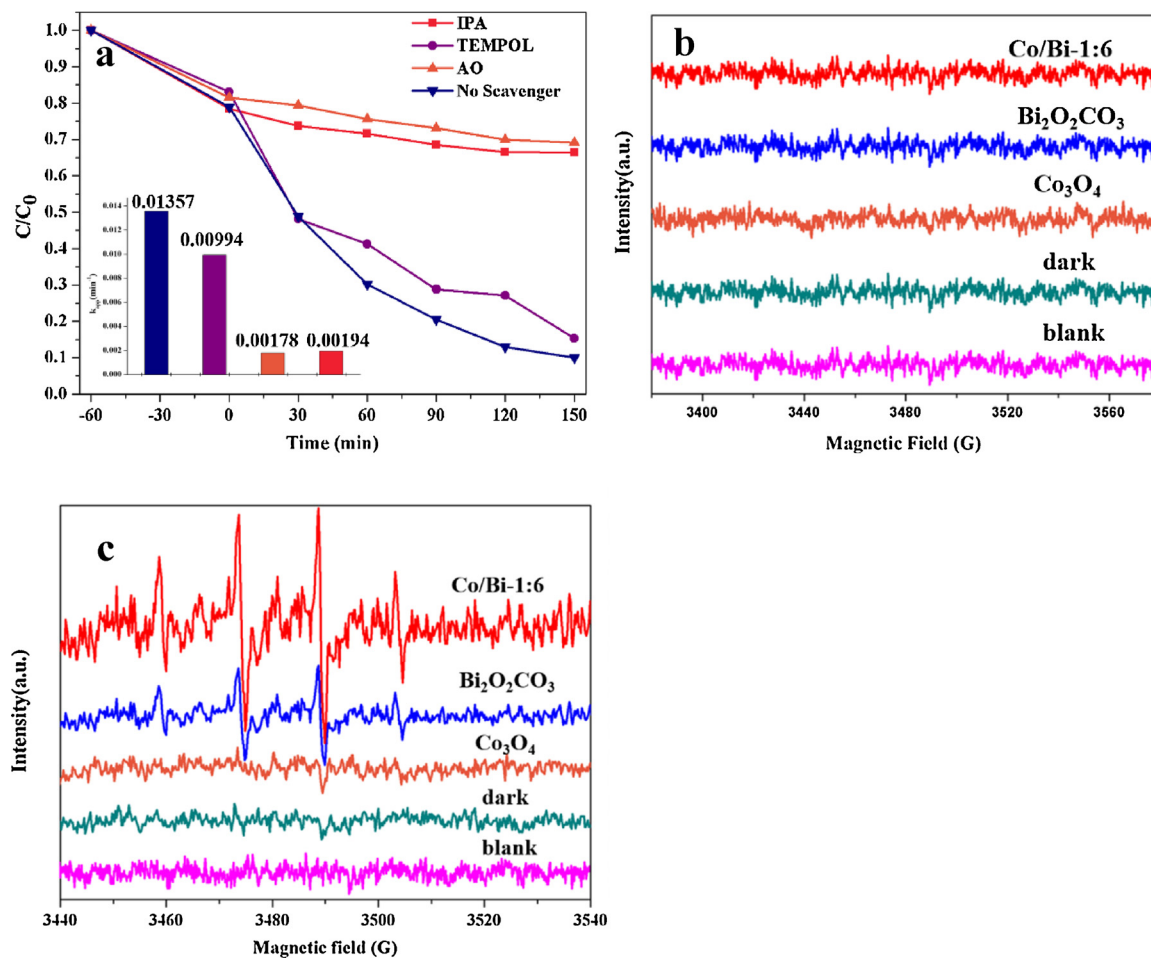 a
IPA
TEMPOL
AO
No Scavenger
C/C₀
1.0
0.9
0.8
0.7
0.6
0.5
0.4
0.3
0.2
0.1
0.0
-60
-30
0
30
60
90
120
150
Time (min)
0.01357
0.00994
0.00178
0.00194
0.014
0.012
0.010
0.008
0.006
0.004
0.002
0.000
b
Co/Bi-1:6
Bi₂O₂CO₃
Co₃O₄
dark
blank
Intensity(a.u.)
3400
3440
3480
3520
3560
Magnetic Field (G)
c
Co/Bi-1:6
Bi₂O₂CO₃
Co₃O₄
dark
blank
Intensity(a.u.)
3440
3460
3480
3500
3520
3540
Magnetic field (G)